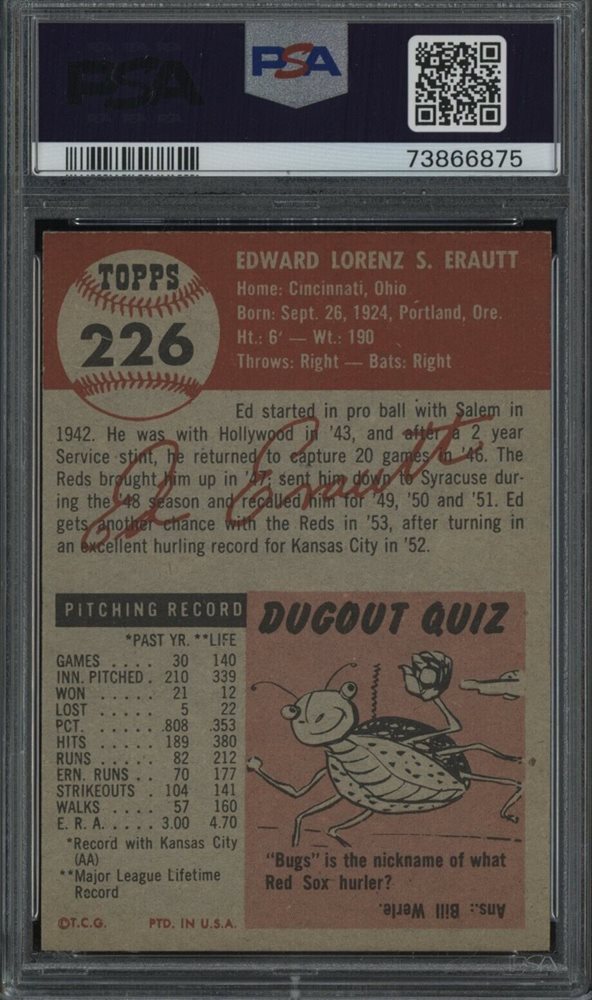 PSA
PSA
73866875
TOPPS
226
EDWARD LORENZ S. ERAUTT
Home: Cincinnati, Ohio
Born: Sept. 26, 1924, Portland, Ore.
Ht.: 6' — Wt.: 190
Throws: Right — Bats: Right
Ed started in pro ball with Salem in
1942. He was with Hollywood in '43, and after a 2 year
Service stint, he returned to capture 20 games in '46. The
Reds brought him up in '47; sent him down to Syracuse dur-
ing the '48 season and recalled him for '49, '50 and '51. Ed
gets another chance with the Reds in '53, after turning in
an excellent hurling record for Kansas City in '52.
Ed Erautt
PITCHING RECORD
*PAST YR. **LIFE
GAMES .... 30 140
INN. PITCHED. 210 339
WON ..... 21 12
LOST ..... 5 22
PCT. ..... .808 .353
HITS ..... 189 380
RUNS ..... 82 212
ERN. RUNS .. 70 177
STRIKEOUTS . 104 141
WALKS .... 57 160
E. R. A. .... 3.00 4.70
*Record with Kansas City
(AA)
**Major League Lifetime
Record
©T.C.G. PTD. IN U.S.A.
DUGOUT QUIZ
"Bugs" is the nickname of what
Red Sox hurler?
Ans.: Bill Werle.
PSA